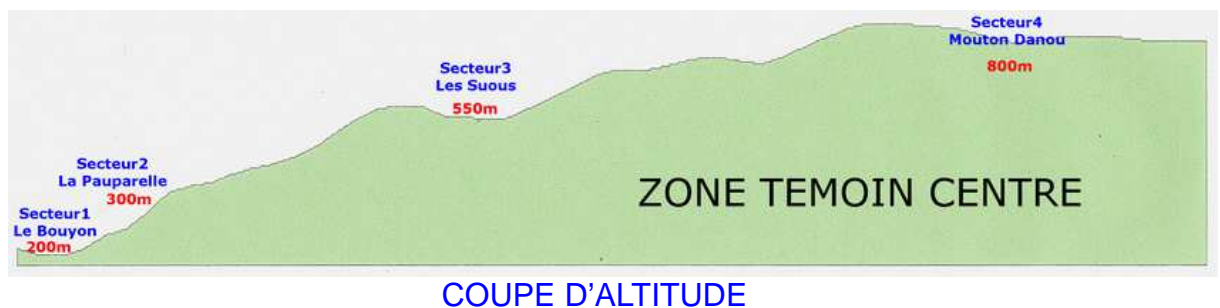 Secteur4
Mouton Danou
800m
Secteur3
Les Suous
550m
Secteur2
La Pauparelle
300m
Secteur1
Le Bouyon
200m
ZONE TEMOIN CENTRE
COUPE D'ALTITUDE